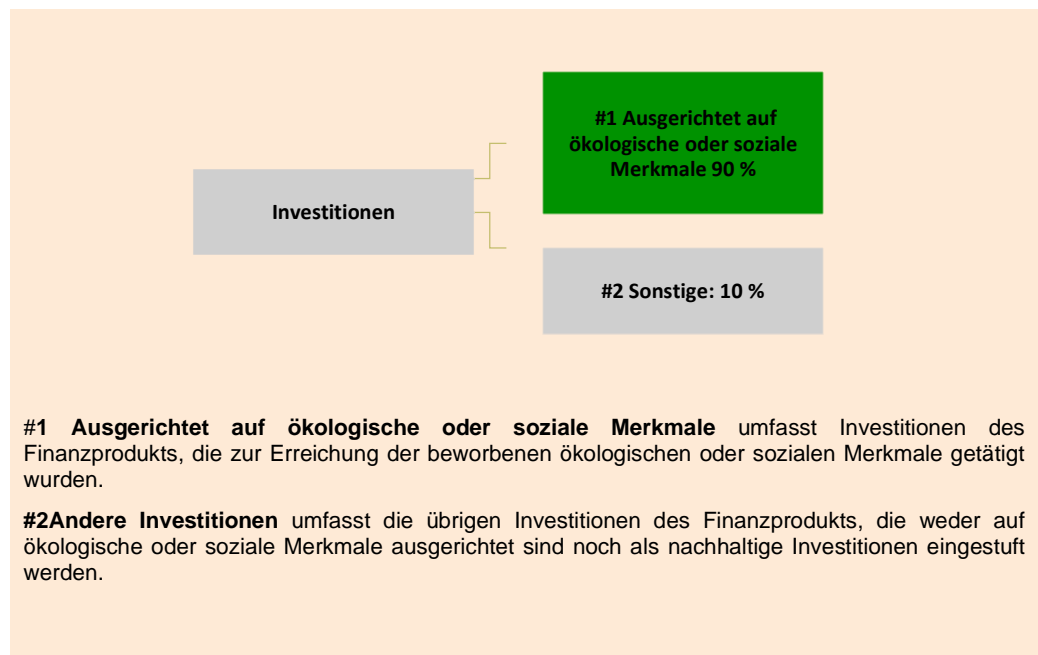 #1 Ausgerichtet auf
ökologische oder soziale
Merkmale 90 %
Investitionen
#2 Sonstige: 10 %
#1 Ausgerichtet auf ökologische oder soziale Merkmale umfasst Investitionen des
Finanzprodukts, die zur Erreichung der beworbenen ökologischen oder sozialen Merkmale getätigt
wurden.
#2Andere Investitionen umfasst die übrigen Investitionen des Finanzprodukts, die weder auf
ökologische oder soziale Merkmale ausgerichtet sind noch als nachhaltige Investitionen eingestuft
werden.